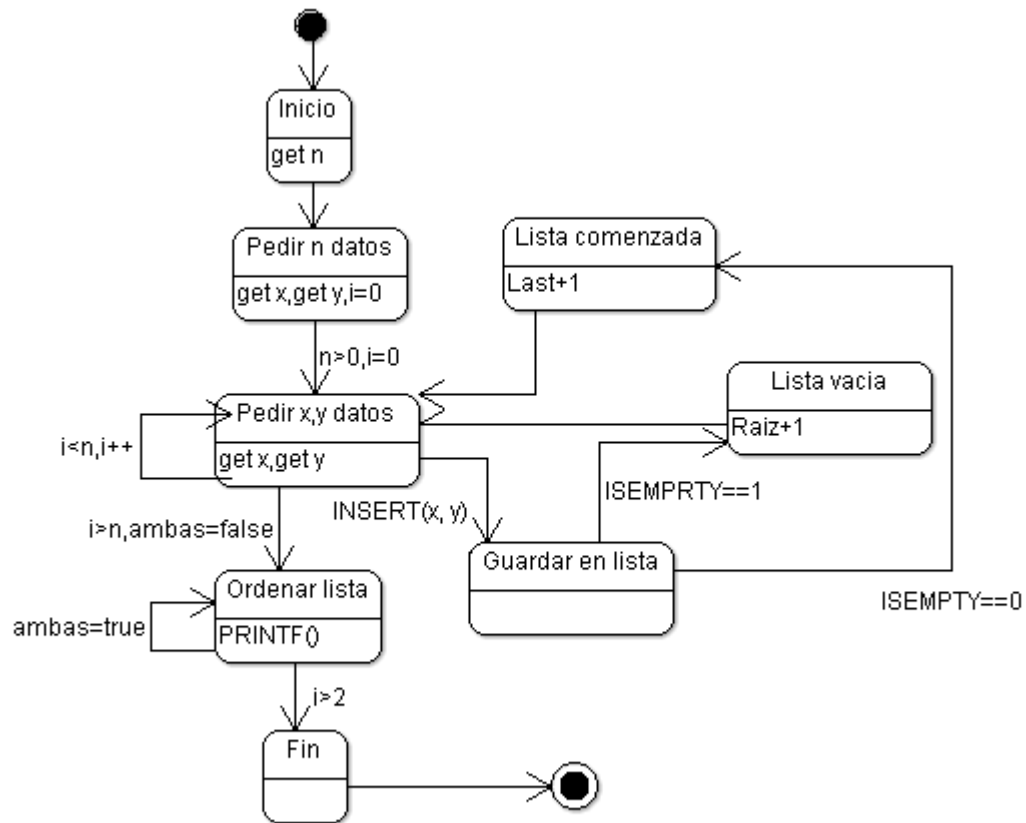 Inicio
get n
Pedir n datos
get x,get y,i=0
Lista comenzada
Last+1
n>0,i=0
Lista vacia
Raiz+1
Pedir x,y datos
get x,get y
i<n,i++
ISEMPRTY==1
INSERT(x, y)
i>n,ambas=false
Guardar en lista
ISEMPTY==0
Ordenar lista
PRINTF()
ambas=true
i>2
Fin